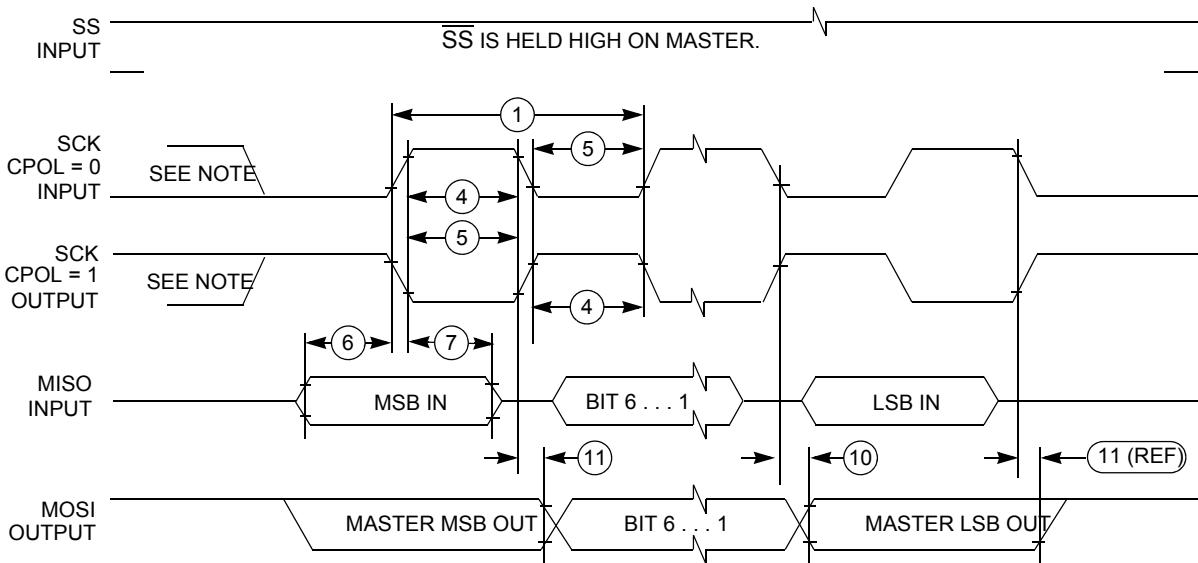 SS
INPUT
SS IS HELD HIGH ON MASTER.
1
SCK
CPOL = 0
INPUT
SEE NOTE
5
4
5
SCK
CPOL = 1
OUTPUT
SEE NOTE
4
6
7
MISO
INPUT
MSB IN
BIT 6 . . . 1
LSB IN
11
10
11 (REF)
MOSI
OUTPUT
MASTER MSB OUT
BIT 6 . . . 1
MASTER LSB OUT